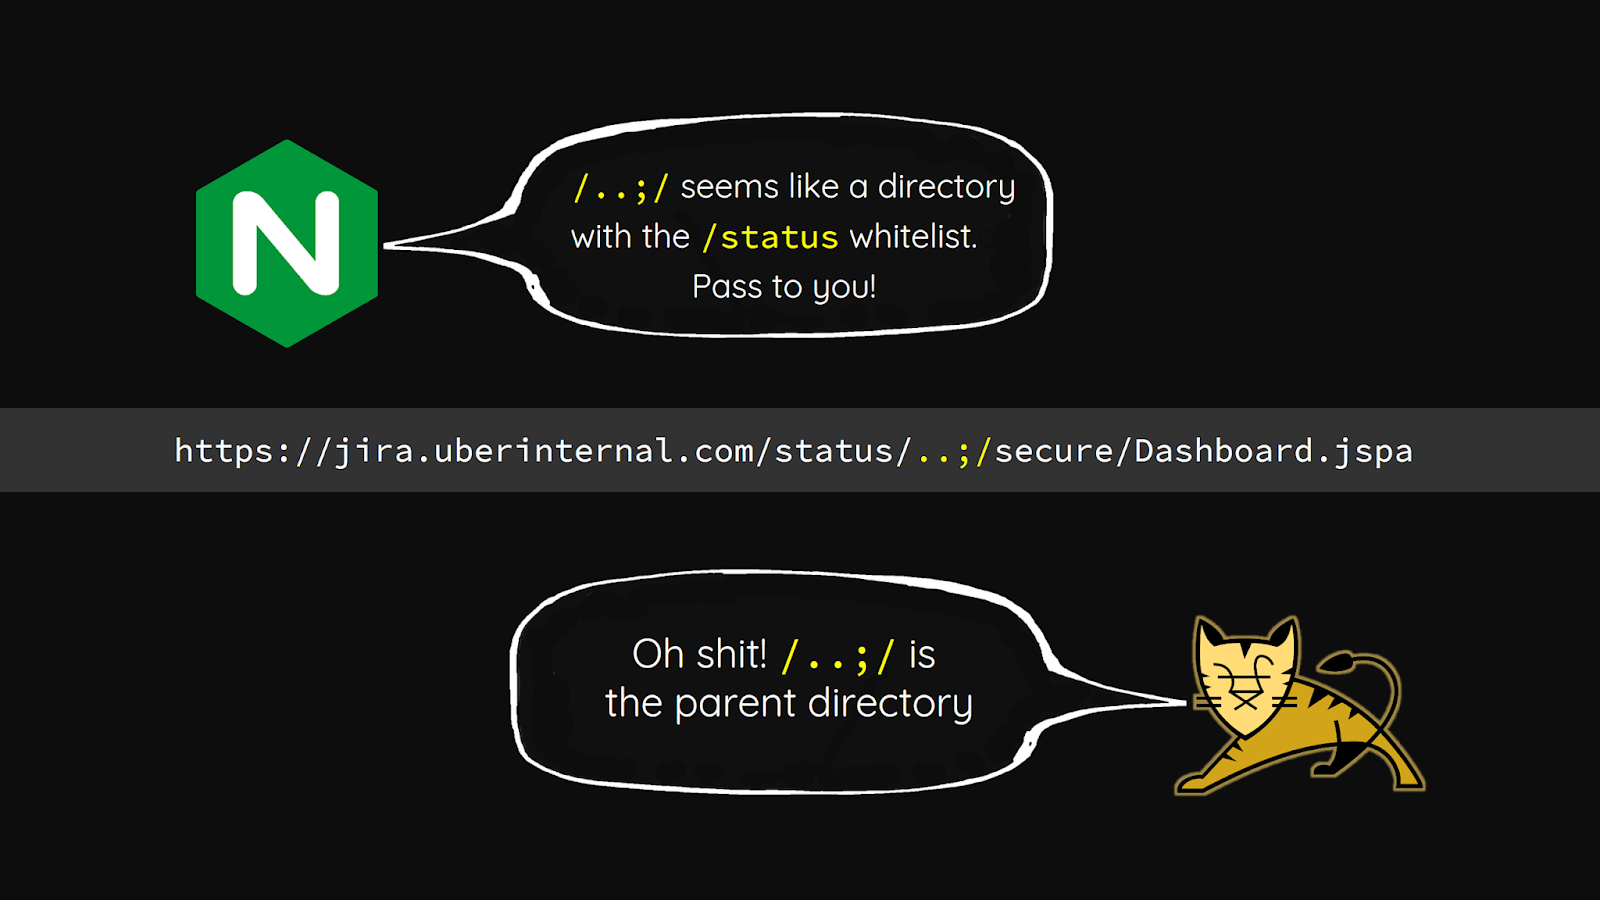 N
/..;/ seems like a directory
with the /status whitelist.
Pass to you!
https://jira.uberinternal.com/status/..;/secure/Dashboard.jspa
Oh shit! /..;/ is
the parent directory